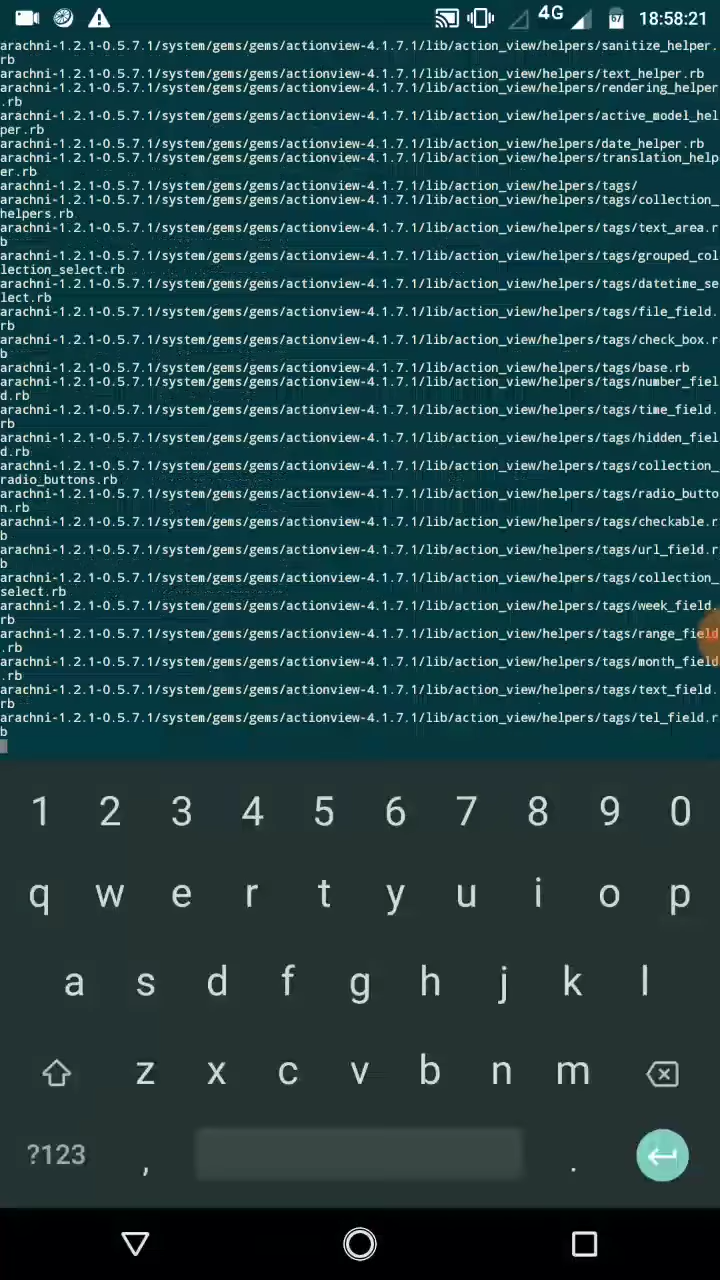 4G
67
18:58:21
arachni-1.2.1-0.5.7.1/system/gems/gems/actionview-4.1.7.1/lib/action_view/helpers/sanitize_helper.
rb
arachni-1.2.1-0.5.7.1/system/gems/gems/actionview-4.1.7.1/lib/action_view/helpers/text_helper.rb
arachni-1.2.1-0.5.7.1/system/gems/gems/actionview-4.1.7.1/lib/action_view/helpers/rendering_helper
.rb
arachni-1.2.1-0.5.7.1/system/gems/gems/actionview-4.1.7.1/lib/action_view/helpers/active_model_hel
per.rb
arachni-1.2.1-0.5.7.1/system/gems/gems/actionview-4.1.7.1/lib/action_view/helpers/date_helper.rb
arachni-1.2.1-0.5.7.1/system/gems/gems/actionview-4.1.7.1/lib/action_view/helpers/translation_help
er.rb
arachni-1.2.1-0.5.7.1/system/gems/gems/actionview-4.1.7.1/lib/action_view/helpers/tags/
arachni-1.2.1-0.5.7.1/system/gems/gems/actionview-4.1.7.1/lib/action_view/helpers/tags/collection_
helpers.rb
arachni-1.2.1-0.5.7.1/system/gems/gems/actionview-4.1.7.1/lib/action_view/helpers/tags/text_area.r
b
arachni-1.2.1-0.5.7.1/system/gems/gems/actionview-4.1.7.1/lib/action_view/helpers/tags/grouped_col
lection_select.rb
arachni-1.2.1-0.5.7.1/system/gems/gems/actionview-4.1.7.1/lib/action_view/helpers/tags/datetime_se
lect.rb
arachni-1.2.1-0.5.7.1/system/gems/gems/actionview-4.1.7.1/lib/action_view/helpers/tags/file_field.
rb
arachni-1.2.1-0.5.7.1/system/gems/gems/actionview-4.1.7.1/lib/action_view/helpers/tags/check_box.r
b
arachni-1.2.1-0.5.7.1/system/gems/gems/actionview-4.1.7.1/lib/action_view/helpers/tags/base.rb
arachni-1.2.1-0.5.7.1/system/gems/gems/actionview-4.1.7.1/lib/action_view/helpers/tags/number_fiel
d.rb
arachni-1.2.1-0.5.7.1/system/gems/gems/actionview-4.1.7.1/lib/action_view/helpers/tags/time_field.
rb
arachni-1.2.1-0.5.7.1/system/gems/gems/actionview-4.1.7.1/lib/action_view/helpers/tags/hidden_fiel
d.rb
arachni-1.2.1-0.5.7.1/system/gems/gems/actionview-4.1.7.1/lib/action_view/helpers/tags/collection_
radio_buttons.rb
arachni-1.2.1-0.5.7.1/system/gems/gems/actionview-4.1.7.1/lib/action_view/helpers/tags/radio_butto
n.rb
arachni-1.2.1-0.5.7.1/system/gems/gems/actionview-4.1.7.1/lib/action_view/helpers/tags/checkable.r
b
arachni-1.2.1-0.5.7.1/system/gems/gems/actionview-4.1.7.1/lib/action_view/helpers/tags/url_field.r
b
arachni-1.2.1-0.5.7.1/system/gems/gems/actionview-4.1.7.1/lib/action_view/helpers/tags/collection_
select.rb
arachni-1.2.1-0.5.7.1/system/gems/gems/actionview-4.1.7.1/lib/action_view/helpers/tags/week_field.
rb
arachni-1.2.1-0.5.7.1/system/gems/gems/actionview-4.1.7.1/lib/action_view/helpers/tags/range_field
.rb
arachni-1.2.1-0.5.7.1/system/gems/gems/actionview-4.1.7.1/lib/action_view/helpers/tags/month_field
.rb
arachni-1.2.1-0.5.7.1/system/gems/gems/actionview-4.1.7.1/lib/action_view/helpers/tags/text_field.
rb
arachni-1.2.1-0.5.7.1/system/gems/gems/actionview-4.1.7.1/lib/action_view/helpers/tags/tel_field.r
b
1 2 3 4 5 6 7 8 9 0
q w e r t y u i o p
a s d f g h j k l
z x c v b n m
?123 , .